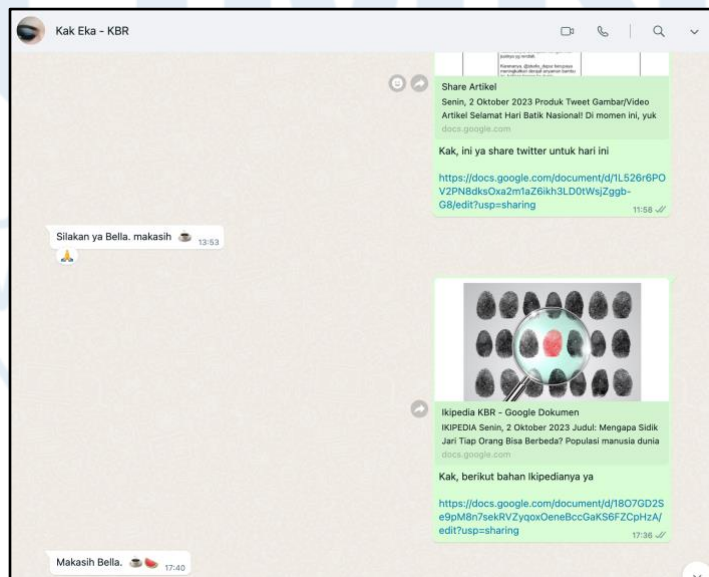 Kak Eka - KBR
Share Artikel
Senin, 2 Oktober 2023 Produk Tweet Gambar/Video
Artikel Selamat Hari Batik Nasional! Di momen ini, yuk
docs.google.com
Kak, ini ya share twitter untuk hari ini
https://docs.google.com/document/d/1L526r6PO
V2PN8dksOxa2m1aZ6ikh3LD0tWsjZggb-
G8/edit?usp=sharing
11:58
Silakan ya Bella. makasih ☕ 13:53
🙏
Ikipedia KBR - Google Dokumen
IKIPEDIA Senin, 2 Oktober 2023 Judul: Mengapa Sidik
Jari Tiap Orang Bisa Berbeda? Populasi manusia dunia
docs.google.com
Kak, berikut bahan Ikipedianya ya
https://docs.google.com/document/d/18O7GD2S
e9pM8n7sekRVZyqoxOeneBccGaKS6FZCpHzA/
edit?usp=sharing
17:36
Makasih Bella. ☕🍉 17:40